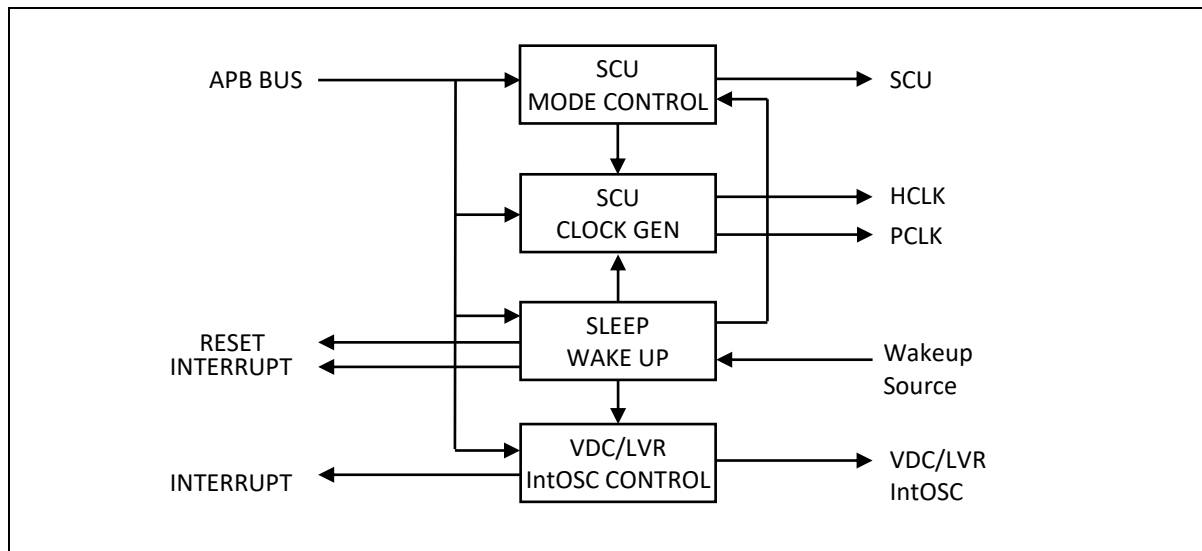 APB BUS
SCU
MODE CONTROL
SCU
SCU
CLOCK GEN
HCLK
PCLK
RESET
INTERRUPT
SLEEP
WAKE UP
Wakeup
Source
INTERRUPT
VDC/LVR
IntOSC CONTROL
VDC/LVR
IntOSC